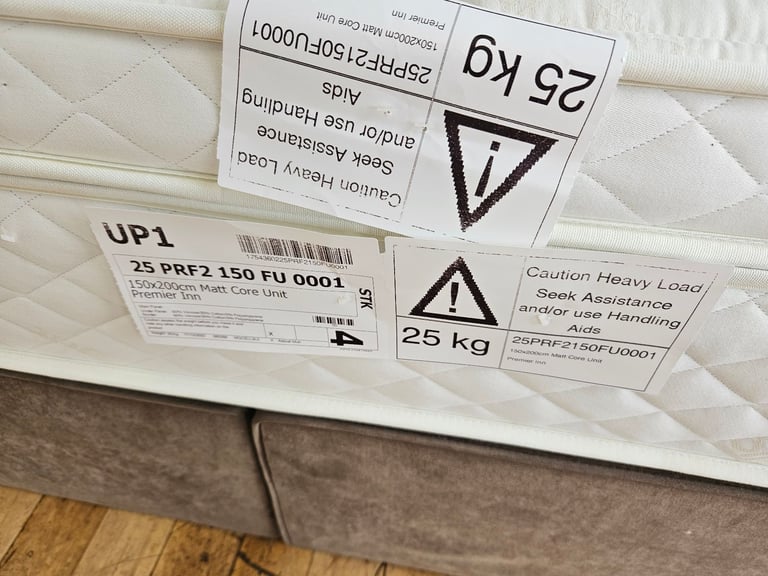 Caution Heavy Load
Seek Assistance
and/or use Handling
Aids
25 kg
25PRF2150FU0001
150x200cm Matt Core Unit
Premier Inn
UP1
25 PRF2 150 FU 0001
150x200cm Matt Core Unit
Premier Inn
STK
4
Caution Heavy Load
Seek Assistance
and/or use Handling
Aids
25 kg
25PRF2150FU0001
150x200cm Matt Core Unit
Premier Inn